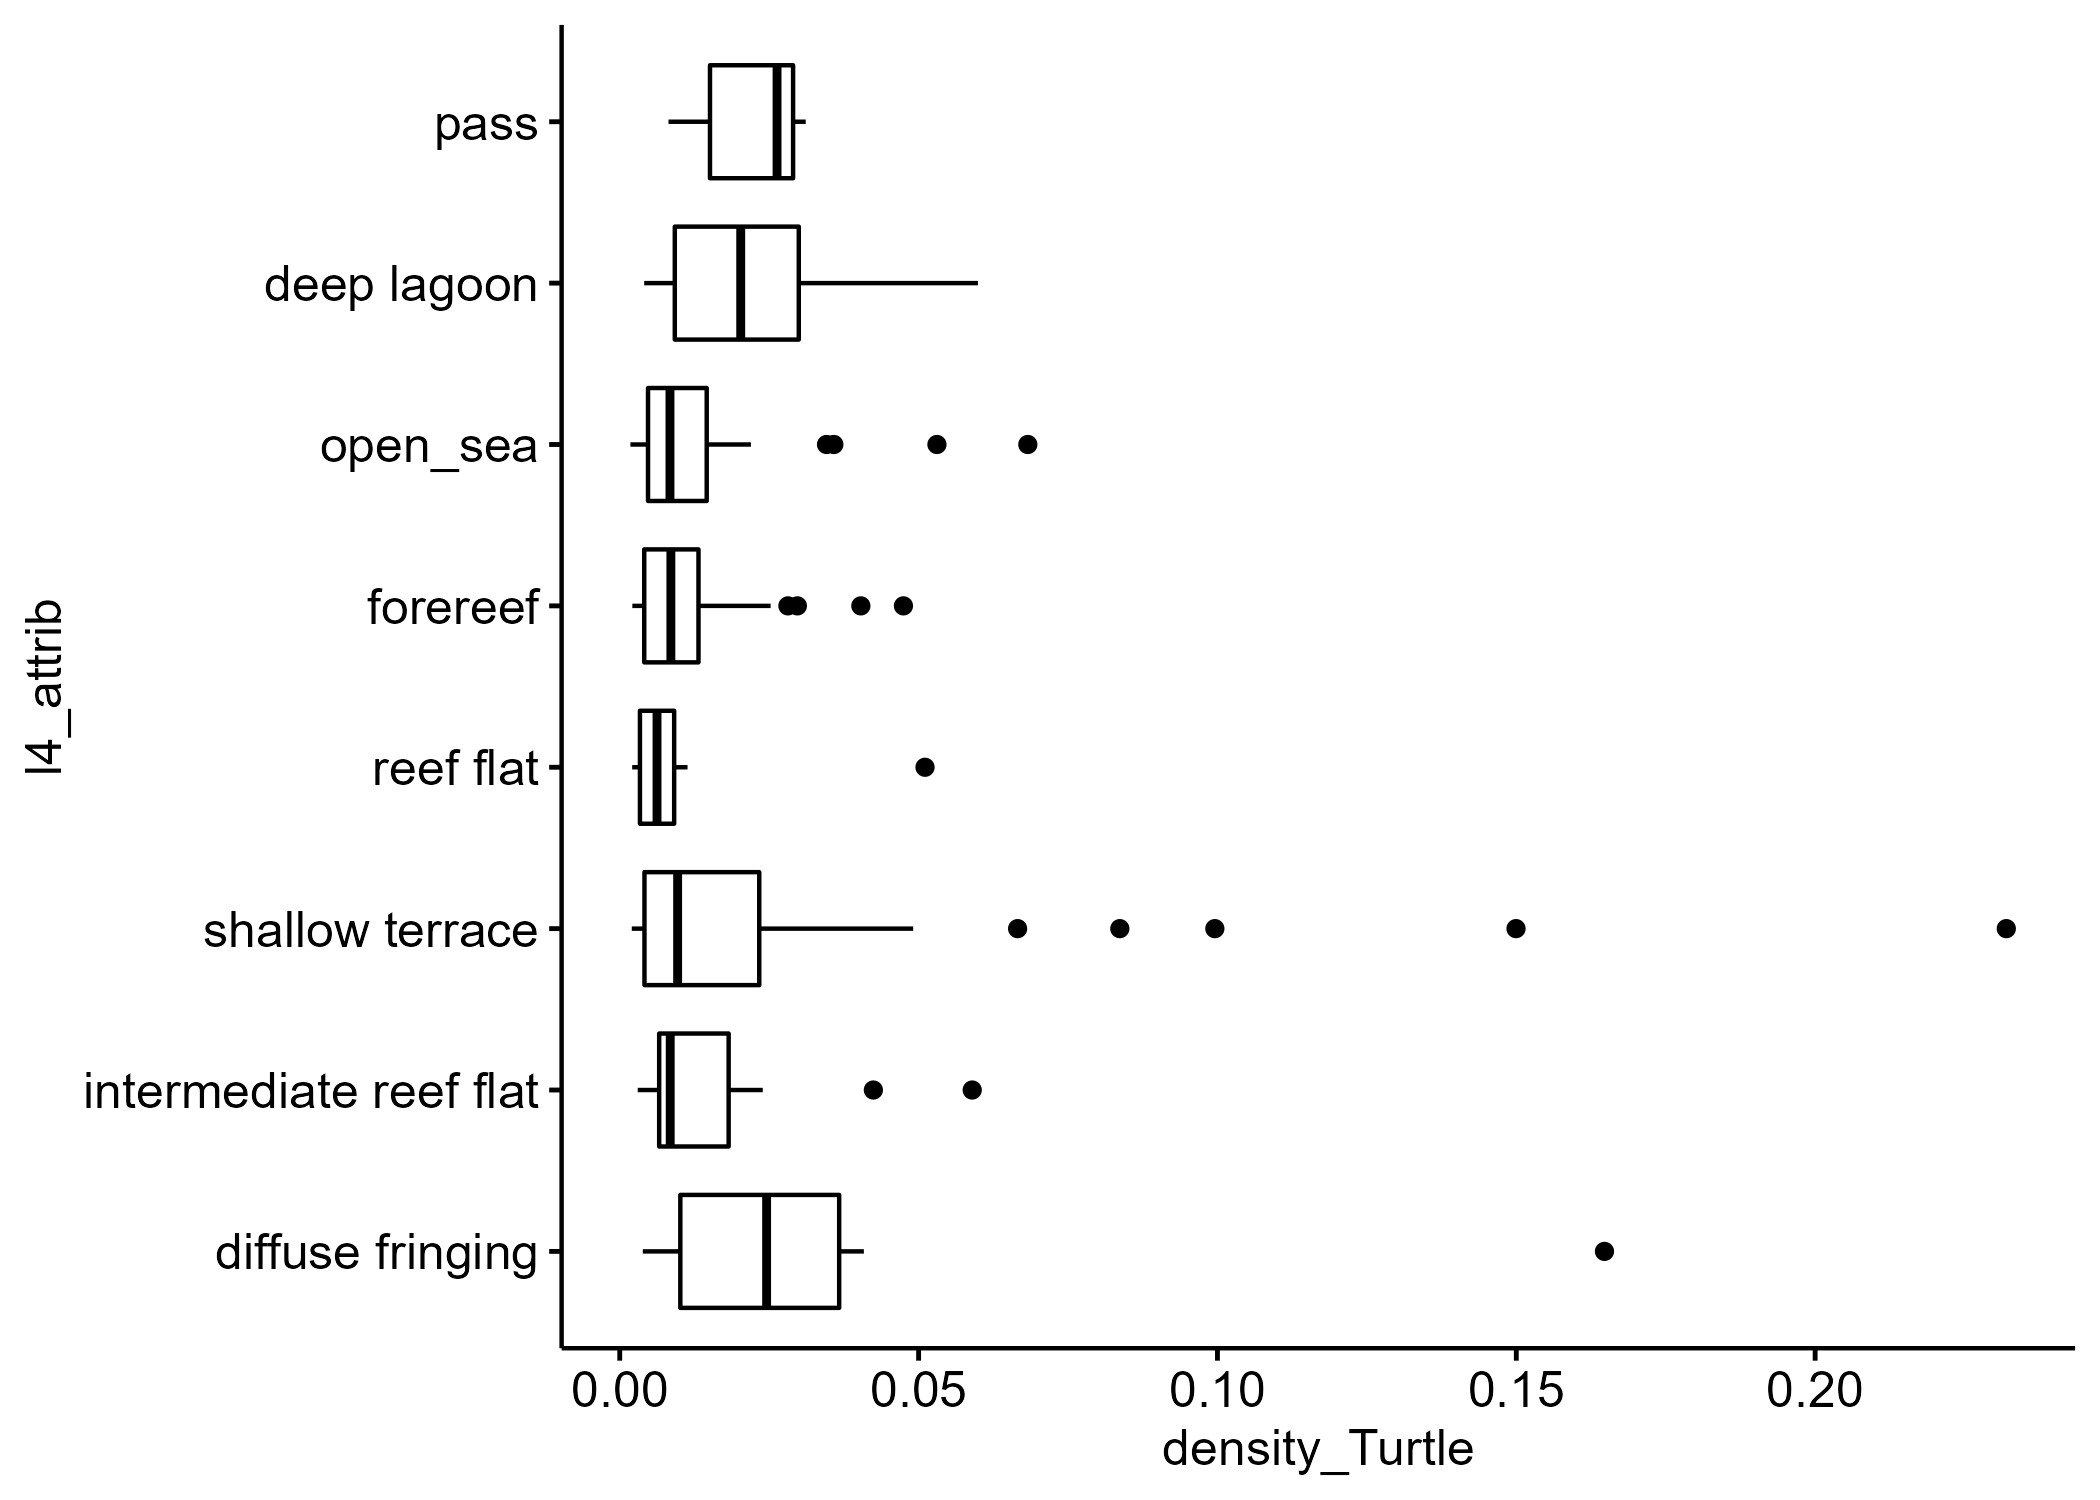 pass
deep lagoon
open_sea
forereef
reef flat
shallow terrace
intermediate reef flat
diffuse fringing
l4_attrib
0.00 0.05 0.10 0.15 0.20
density_Turtle